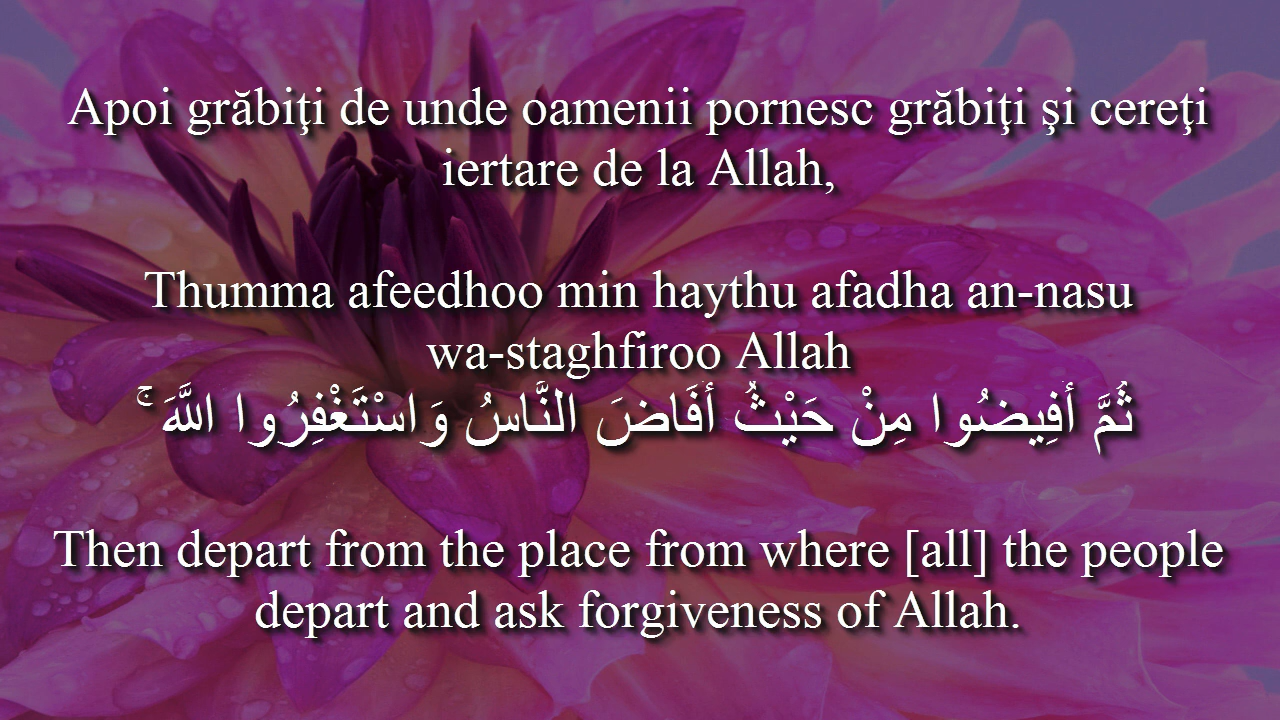 Apoi grăbiţi de unde oamenii pornesc grăbiţi şi cereţi
iertare de la Allah,
Thumma afeedhoo min haythu afadha an-nasu
wa-staghfiroo Allah
ثُمَّ أَفِيضُوا مِنْ حَيْثُ أَفَاضَ النَّاسُ وَاسْتَغْفِرُوا اللَّهَ ۚ
Then depart from the place from where [all] the people
depart and ask forgiveness of Allah.